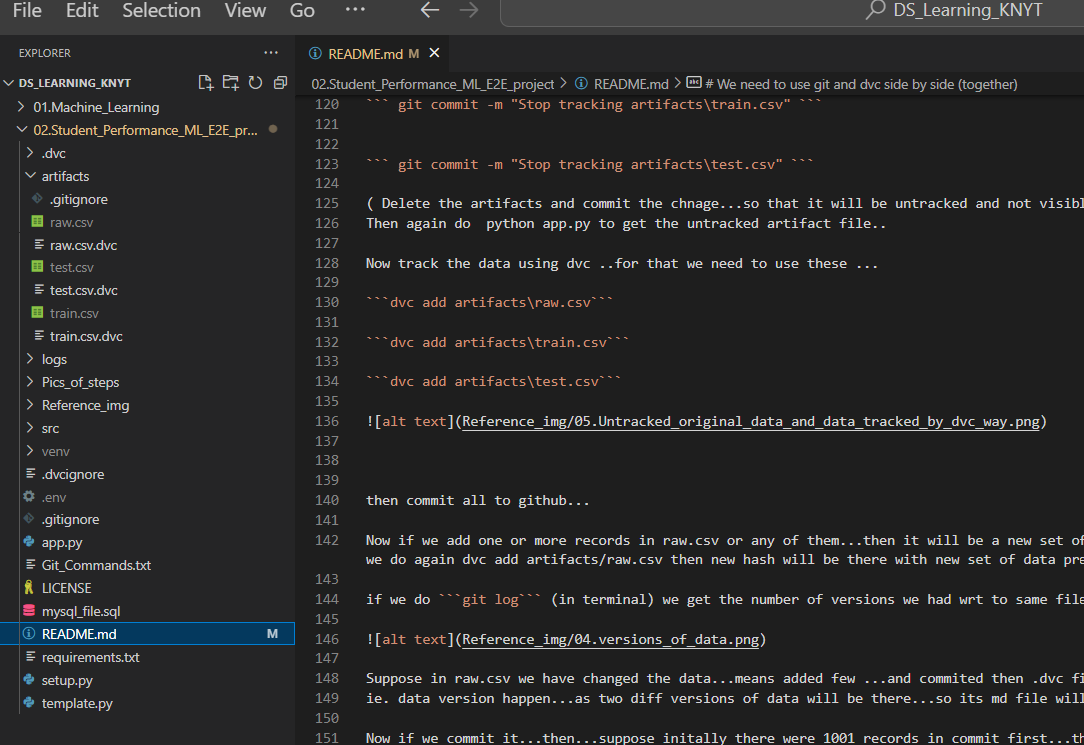 File Edit Selection View Go ··· DS_Learning_KNYT
EXPLORER ···
DS_LEARNING_KNYT
01.Machine_Learning
02.Student_Performance_ML_E2E_pr...
.dvc
artifacts
.gitignore
raw.csv
raw.csv.dvc
test.csv
test.csv.dvc
train.csv
train.csv.dvc
logs
Pics_of_steps
Reference_img
src
venv
.dvcignore
.env
.gitignore
app.py
Git_Commands.txt
LICENSE
mysql_file.sql
README.md M
requirements.txt
setup.py
template.py
README.md M
02.Student_Performance_ML_E2E_project > README.md > # We need to use git and dvc side by side (together)
120 ``` git commit -m "Stop tracking artifacts\train.csv" ```
121
122
123 ``` git commit -m "Stop tracking artifacts\test.csv" ```
124
125 ( Delete the artifacts and commit the chnage...so that it will be untracked and not visibl
126 Then again do  python app.py to get the untracked artifact file..
127
128 Now track the data using dvc ..for that we need to use these ...
129
130 ```dvc add artifacts\raw.csv```
131
132 ```dvc add artifacts\train.csv```
133
134 ```dvc add artifacts\test.csv```
135
136 ![alt text](Reference_img/05.Untracked_original_data_and_data_tracked_by_dvc_way.png)
137
138
139
140 then commit all to github...
141
142 Now if we add one or more records in raw.csv or any of them...then it will be a new set of
we do again dvc add artifacts/raw.csv then new hash will be there with new set of data pre
143
144 if we do ```git log``` (in terminal) we get the number of versions we had wrt to same file
145
146 ![alt text](Reference_img/04.versions_of_data.png)
147
148 Suppose in raw.csv we have changed the data...means added few ...and commited then .dvc fi
149 ie. data version happen...as two diff versions of data will be there...so its md file will
150
151 Now if we commit it...then...suppose initally there were 1001 records in commit first...th